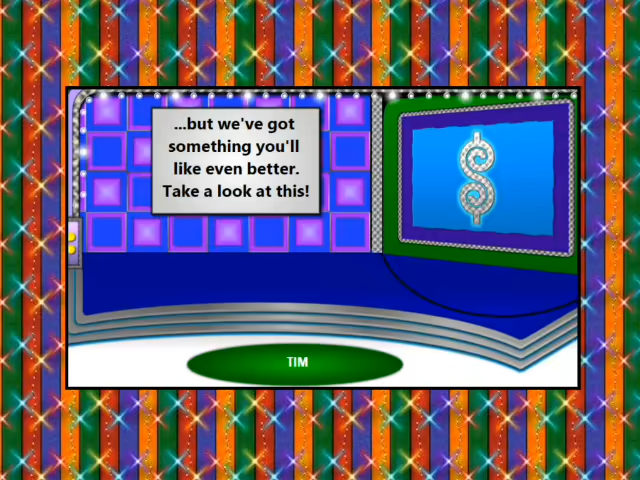 ...but we've got
something you'll
like even better.
Take a look at this!
TIM